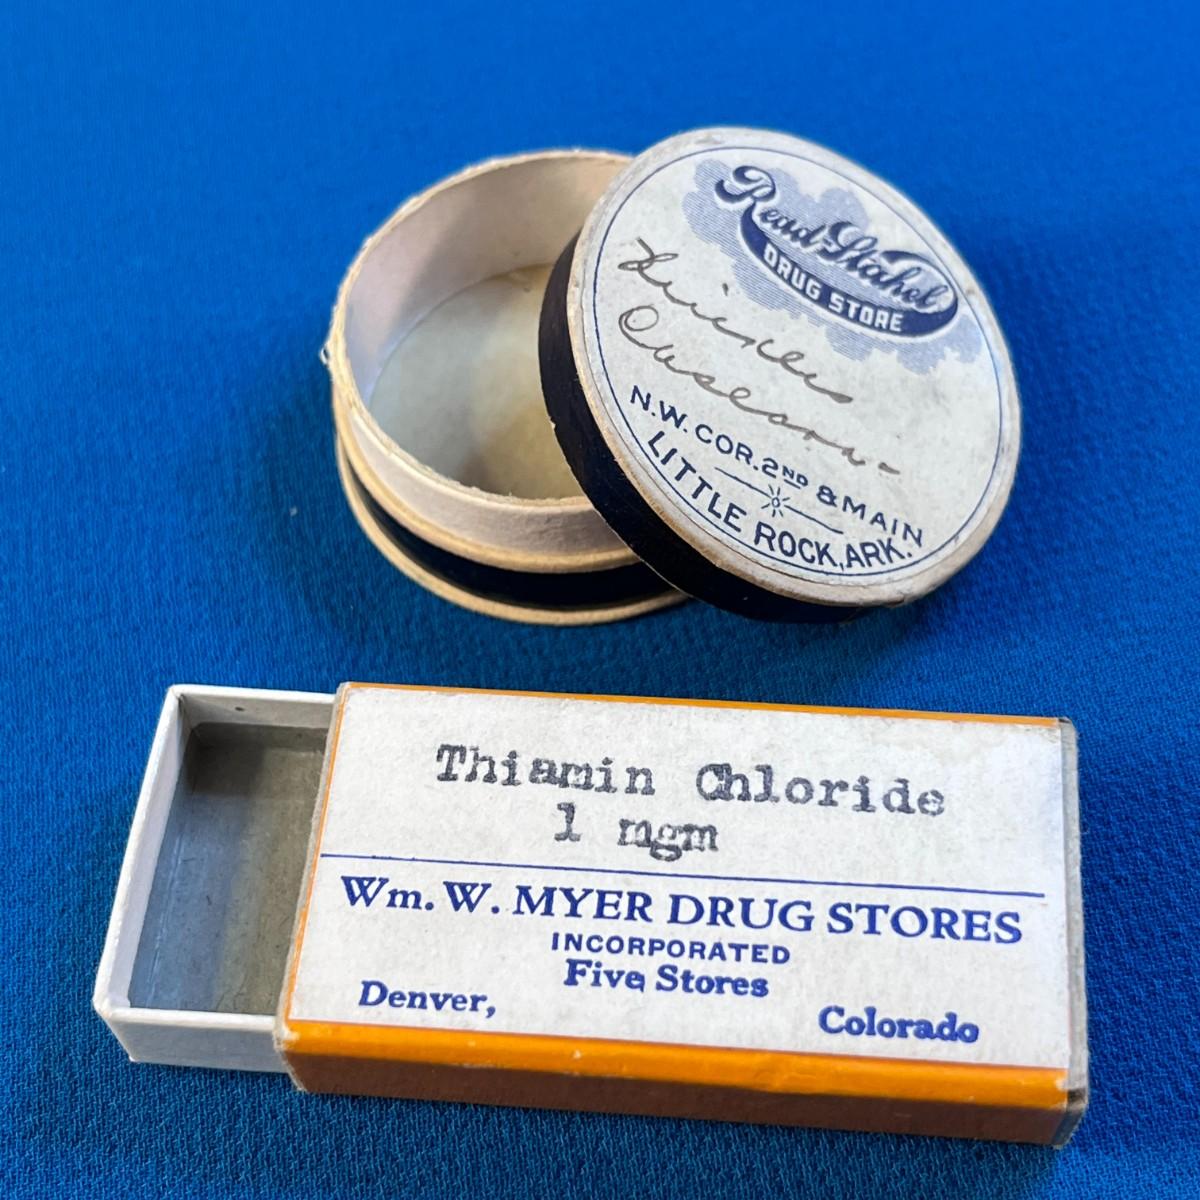 Read-Stahel
DRUG STORE
N.W. COR. 2ND & MAIN
LITTLE ROCK, ARK.
Thiamin Chloride
1 mgm
Wm. W. MYER DRUG STORES
INCORPORATED
Five Stores
Denver, Colorado